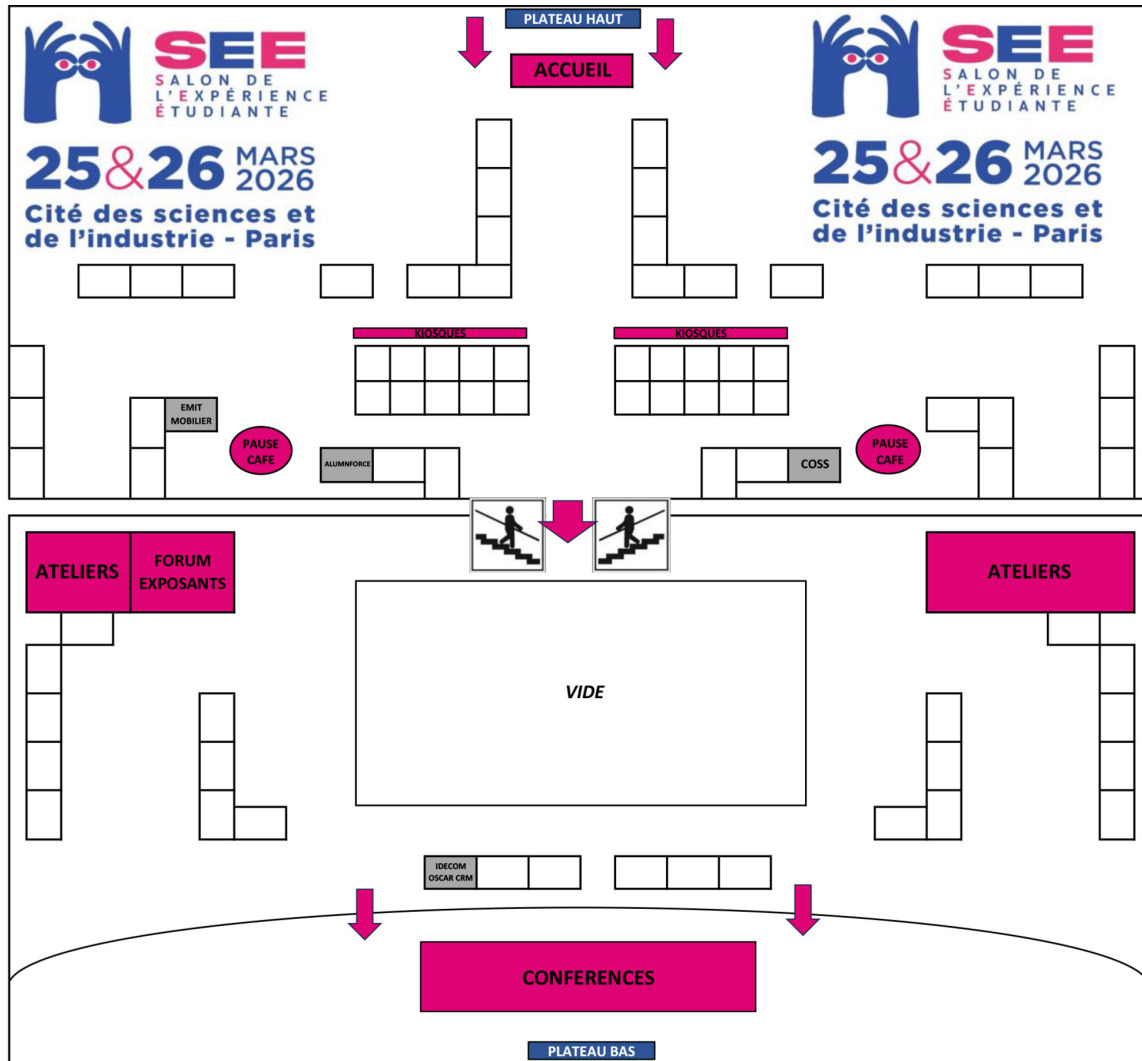 PLATEAU HAUT
ACCUEIL
SEE
SALON DE
L'EXPÉRIENCE
ÉTUDIANTE
25&26 MARS
2026
Cité des sciences et
de l'industrie - Paris
SEE
SALON DE
L'EXPÉRIENCE
ÉTUDIANTE
25&26 MARS
2026
Cité des sciences et
de l'industrie - Paris
KIOSQUES
KIOSQUES
EMIT
MOBILIER
PAUSE
CAFE
ALUMNFORCE
COSS
PAUSE
CAFE
ATELIERS
FORUM
EXPOSANTS
ATELIERS
VIDE
IDECOM
OSCAR CRM
CONFERENCES
PLATEAU BAS